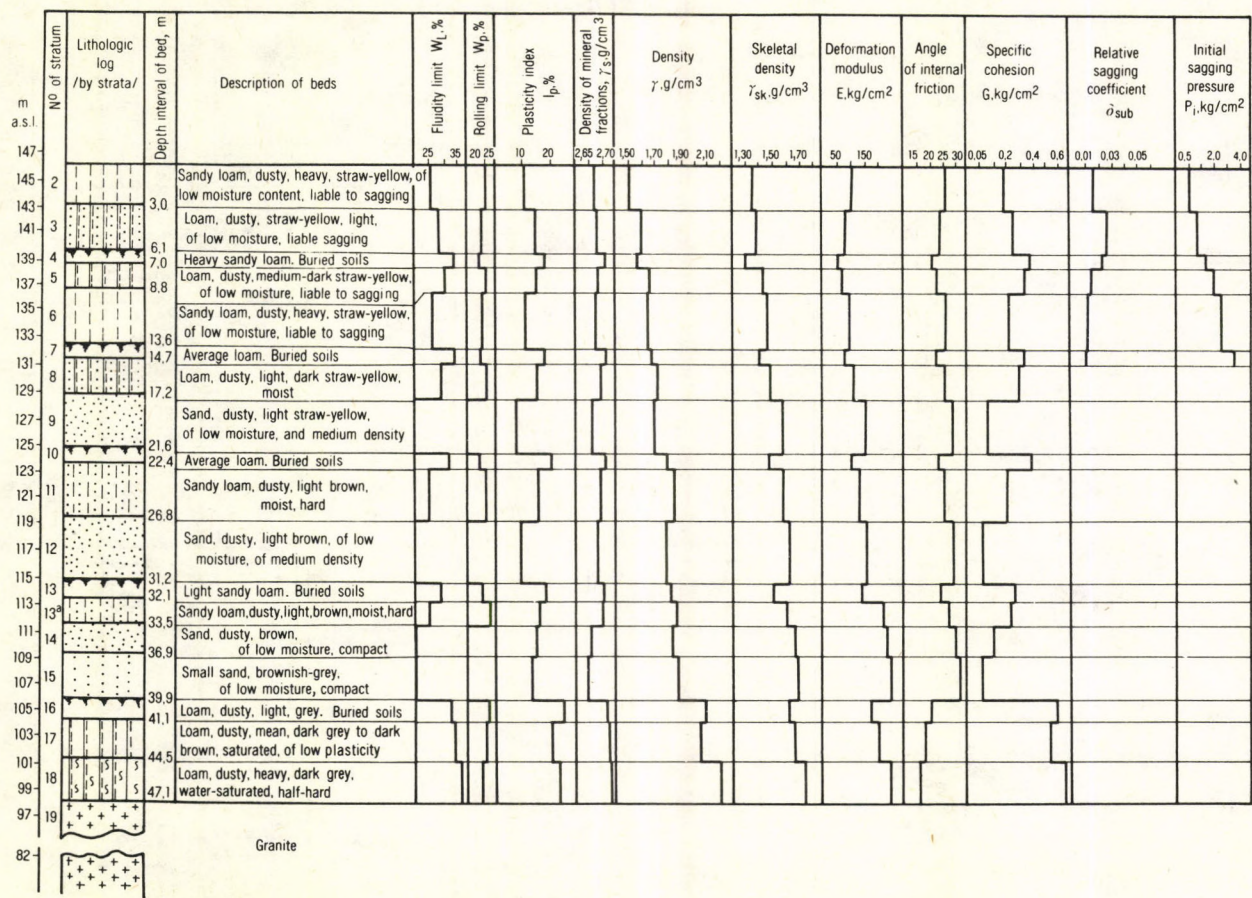 m
a.s.l.
Nº of stratum
Lithologic
log
/by strata/
Depth interval of bed, m
Description of beds
Fluidity limit W_L, %
Rolling limit W_p, %
Plasticity index
I_p, %
Density of mineral
fractions, γ_s, g/cm³
Density
γ, g/cm³
Skeletal
density
γ_sk, g/cm³
Deformation
modulus
E, kg/cm²
Angle
of internal
friction
Specific
cohesion
G, kg/cm²
Relative
sagging
coefficient
∂_sub
Initial
sagging
pressure
P_i, kg/cm²
25 35 25 10 20 2,65 2,70 1,50 1,70 1,90 2,10 1,30 1,50 1,70 50 150 15 20 25 30 0.05 0.2 0.4 0.6 0,01 0,03 0,05 0.5 2.0 4.0
147
145
143
141
139
137
135
133
131
129
127
125
123
121
119
117
115
113
111
109
107
105
103
101
99
97
82
2
Sandy loam, dusty, heavy, straw-yellow, of
low moisture content, liable to sagging
3,0
3
Loam, dusty, straw-yellow, light,
of low moisture, liable sagging
6,1
4
Heavy sandy loam. Buried soils
7,0
5
Loam, dusty, medium-dark straw-yellow,
of low moisture, liable to sagging
8,8
6
Sandy loam, dusty, heavy, straw-yellow,
of low moisture, liable to sagging
13,6
7
Average loam. Buried soils
14,7
8
Loam, dusty, light, dark straw-yellow,
moist
17,2
9
Sand, dusty, light straw-yellow,
of low moisture, and medium density
21,6
10
Average loam. Buried soils
22,4
11
Sandy loam, dusty, light brown,
moist, hard
26,8
12
Sand, dusty, light brown, of low
moisture, of medium density
31,2
13
Light sandy loam. Buried soils
32,1
13ª
Sandy loam, dusty, light, brown, moist, hard
33,5
14
Sand, dusty, brown,
of low moisture, compact
36,9
15
Small sand, brownish-grey,
of low moisture, compact
39,9
16
Loam, dusty, light, grey. Buried soils
41,1
17
Loam, dusty, mean, dark grey to dark
brown, saturated, of low plasticity
44,5
18
Loam, dusty, heavy, dark grey,
water-saturated, half-hard
47,1
19
Granite